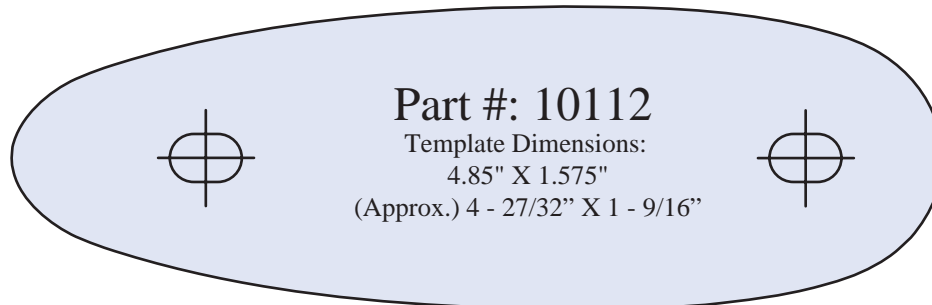 Part #: 10112
Template Dimensions:
4.85" X 1.575"
(Approx.) 4 - 27/32” X 1 - 9/16”